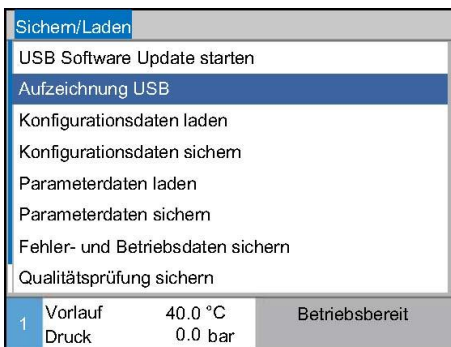 Sichern/Laden
USB Software Update starten
Aufzeichnung USB
Konfigurationsdaten laden
Konfigurationsdaten sichern
Parameterdaten laden
Parameterdaten sichern
Fehler- und Betriebsdaten sichern
Qualitätsprüfung sichern
1 Vorlauf 40.0 °C Betriebsbereit
Druck 0.0 bar